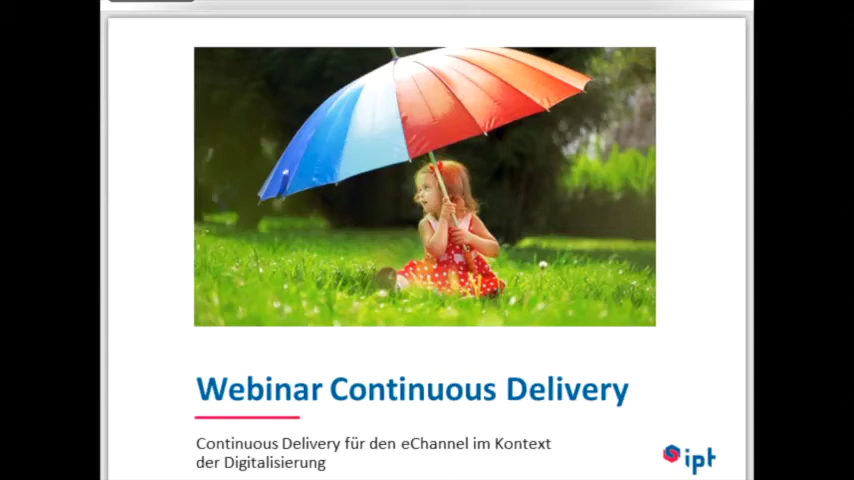 Webinar Continuous Delivery
Continuous Delivery für den eChannel im Kontext
der Digitalisierung
ipt